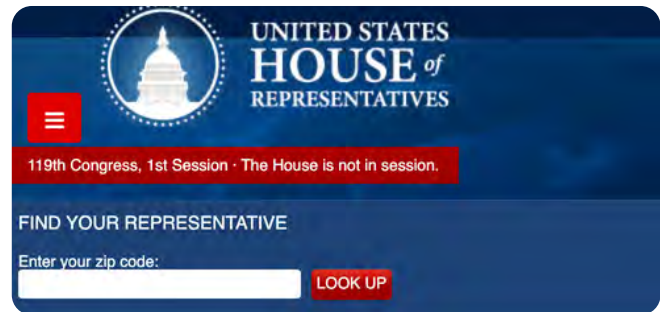 UNITED STATES
HOUSE of
REPRESENTATIVES
119th Congress, 1st Session · The House is not in session.
FIND YOUR REPRESENTATIVE
Enter your zip code:
LOOK UP